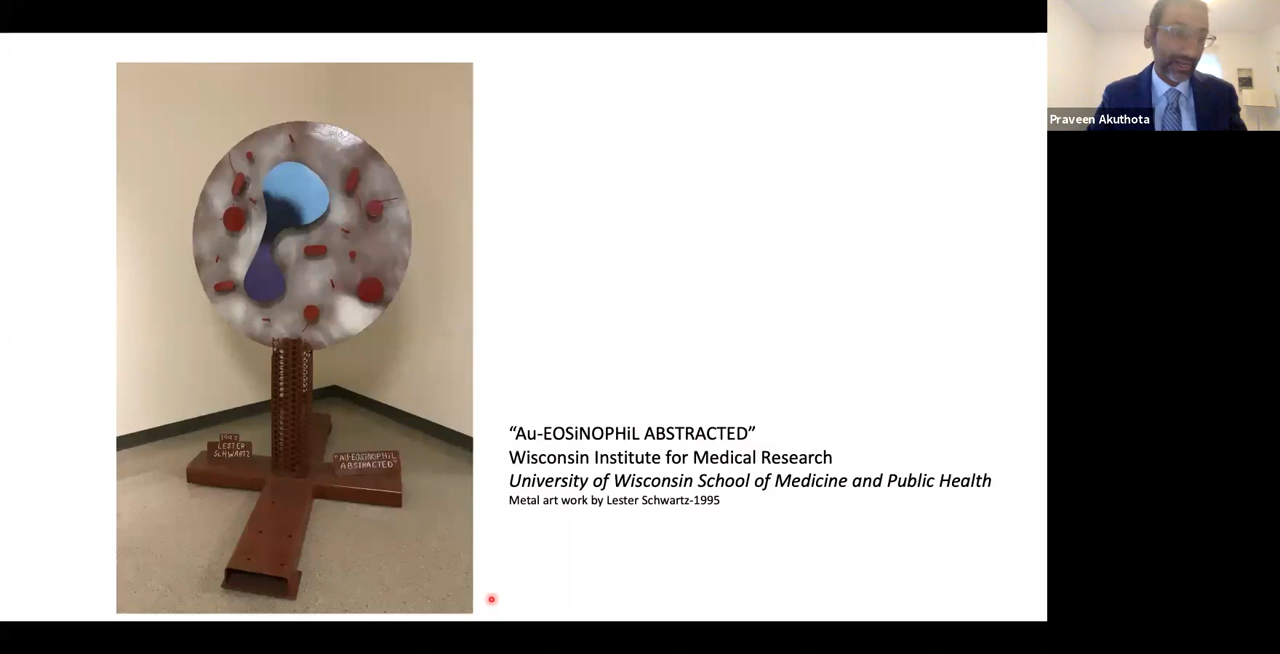 Praveen Akuthota
LESTER
SCHWARTZ
"AU-EOSiNOPHiL
ABSTRACTED"
“Au-EOSiNOPHiL ABSTRACTED”
Wisconsin Institute for Medical Research
University of Wisconsin School of Medicine and Public Health
Metal art work by Lester Schwartz-1995